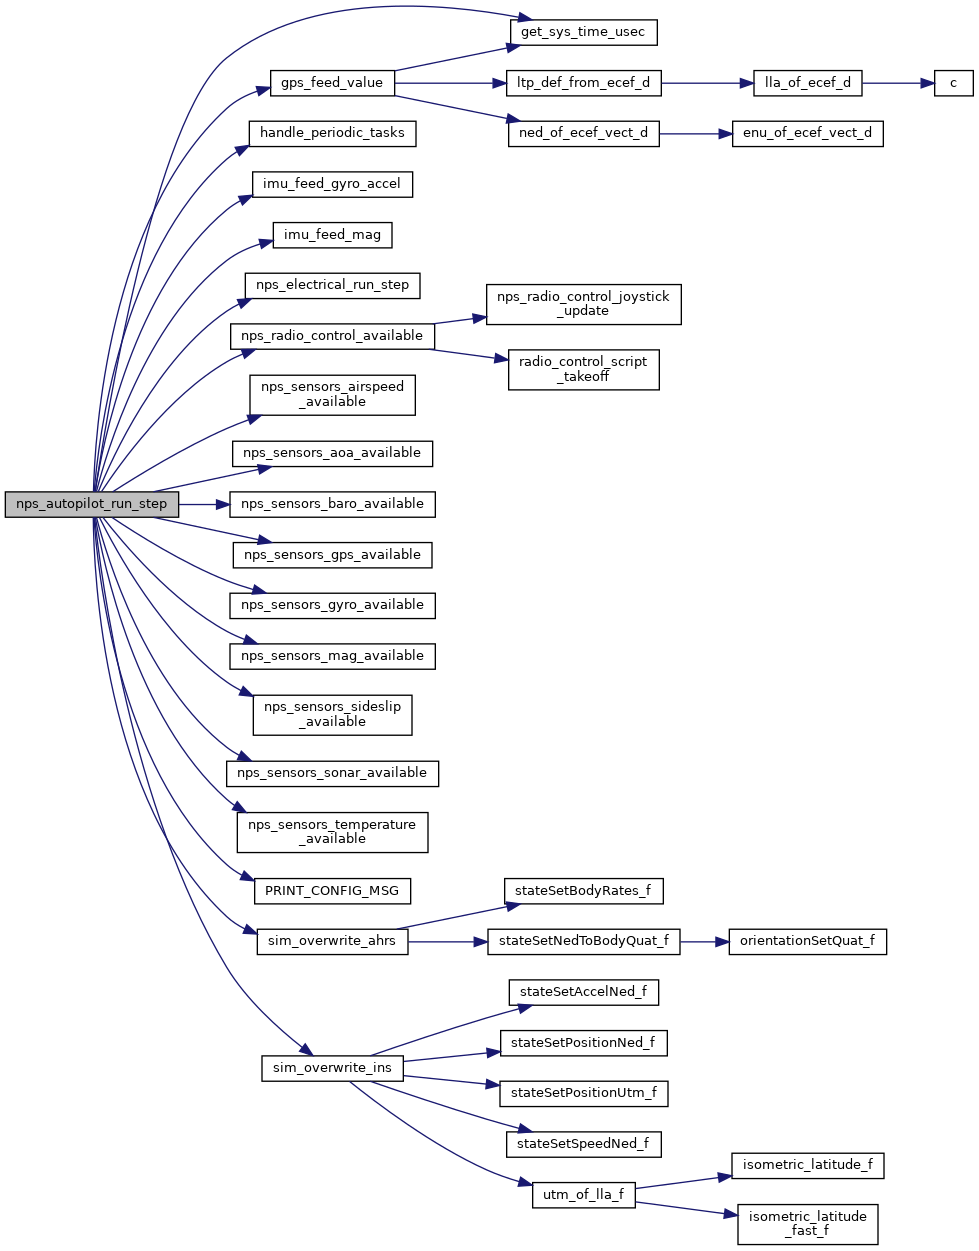 get_sys_time_usec
gps_feed_value
ltp_def_from_ecef_d
lla_of_ecef_d
c
handle_periodic_tasks
ned_of_ecef_vect_d
enu_of_ecef_vect_d
imu_feed_gyro_accel
imu_feed_mag
nps_electrical_run_step
nps_radio_control_joystick
_update
nps_radio_control_available
radio_control_script
_takeoff
nps_sensors_airspeed
_available
nps_sensors_aoa_available
nps_autopilot_run_step
nps_sensors_baro_available
nps_sensors_gps_available
nps_sensors_gyro_available
nps_sensors_mag_available
nps_sensors_sideslip
_available
nps_sensors_sonar_available
nps_sensors_temperature
_available
PRINT_CONFIG_MSG
stateSetBodyRates_f
sim_overwrite_ahrs
stateSetNedToBodyQuat_f
orientationSetQuat_f
stateSetAccelNed_f
stateSetPositionNed_f
sim_overwrite_ins
stateSetPositionUtm_f
stateSetSpeedNed_f
isometric_latitude_f
utm_of_lla_f
isometric_latitude
_fast_f